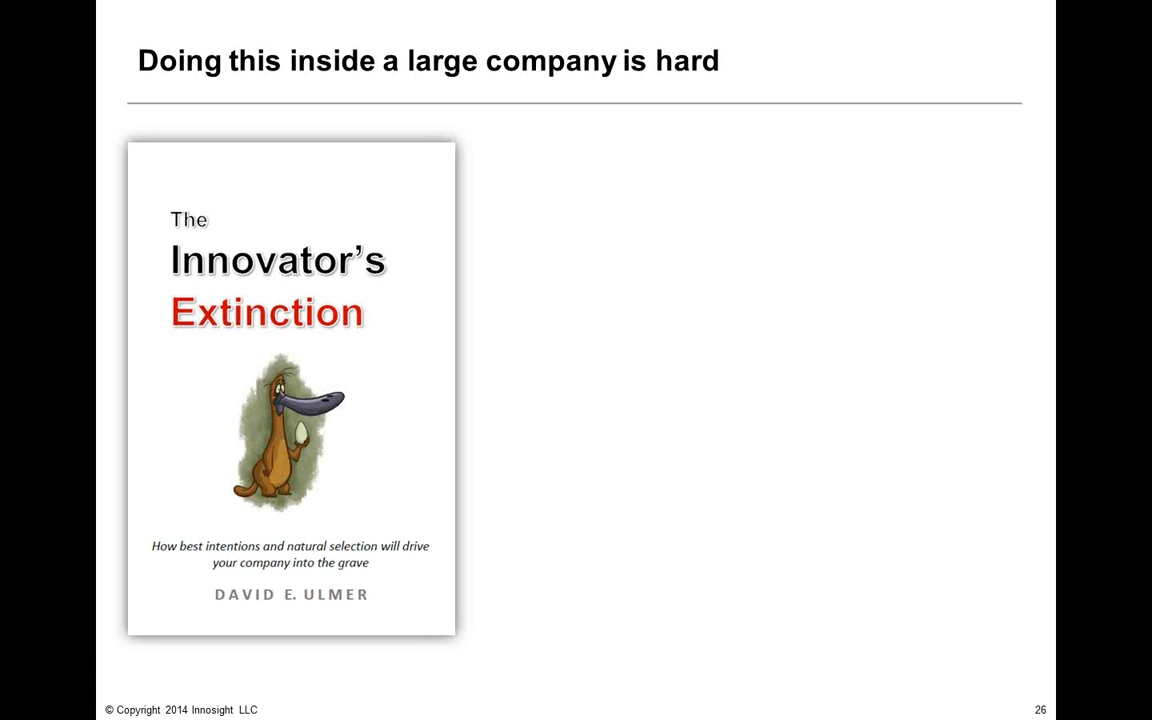 Doing this inside a large company is hard
The
Innovator's
Extinction
How best intentions and natural selection will drive
your company into the grave
DAVID E. ULMER
© Copyright 2014 Innosight LLC
26